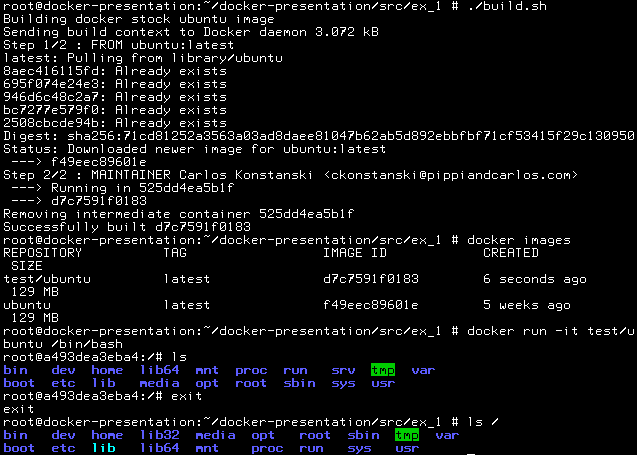 root@docker-presentation:~/docker-presentation/src/ex_1 # ./build.sh
Building docker stock ubuntu image
Sending build context to Docker daemon 3.072 kB
Step 1/2 : FROM ubuntu:latest
latest: Pulling from library/ubuntu
8aec416115fd: Already exists
695f074e24e3: Already exists
946d6c48c2a7: Already exists
bc7277e579f0: Already exists
2508cbcde94b: Already exists
Digest: sha256:71cd81252a3563a03ad8daee81047b62ab5d892ebbfbf71cf53415f29c130950
Status: Downloaded newer image for ubuntu:latest
 ---> f49eec89601e
Step 2/2 : MAINTAINER Carlos Konstanski <ckonstanski@pippiandcarlos.com>
 ---> Running in 525dd4ea5b1f
 ---> d7c7591f0183
Removing intermediate container 525dd4ea5b1f
Successfully built d7c7591f0183
root@docker-presentation:~/docker-presentation/src/ex_1 # docker images
REPOSITORY TAG IMAGE ID CREATED
 SIZE
test/ubuntu latest d7c7591f0183 6 seconds ago
 129 MB
ubuntu latest f49eec89601e 5 weeks ago
 129 MB
root@docker-presentation:~/docker-presentation/src/ex_1 # docker run -it test/u
buntu /bin/bash
root@a493dea3eba4:/# ls
bin dev home lib64 mnt proc run srv tmp var
boot etc lib media opt root sbin sys usr
root@a493dea3eba4:/# exit
exit
root@docker-presentation:~/docker-presentation/src/ex_1 # ls /
bin dev home lib32 media opt root sbin tmp var
boot etc lib lib64 mnt proc run sys usr